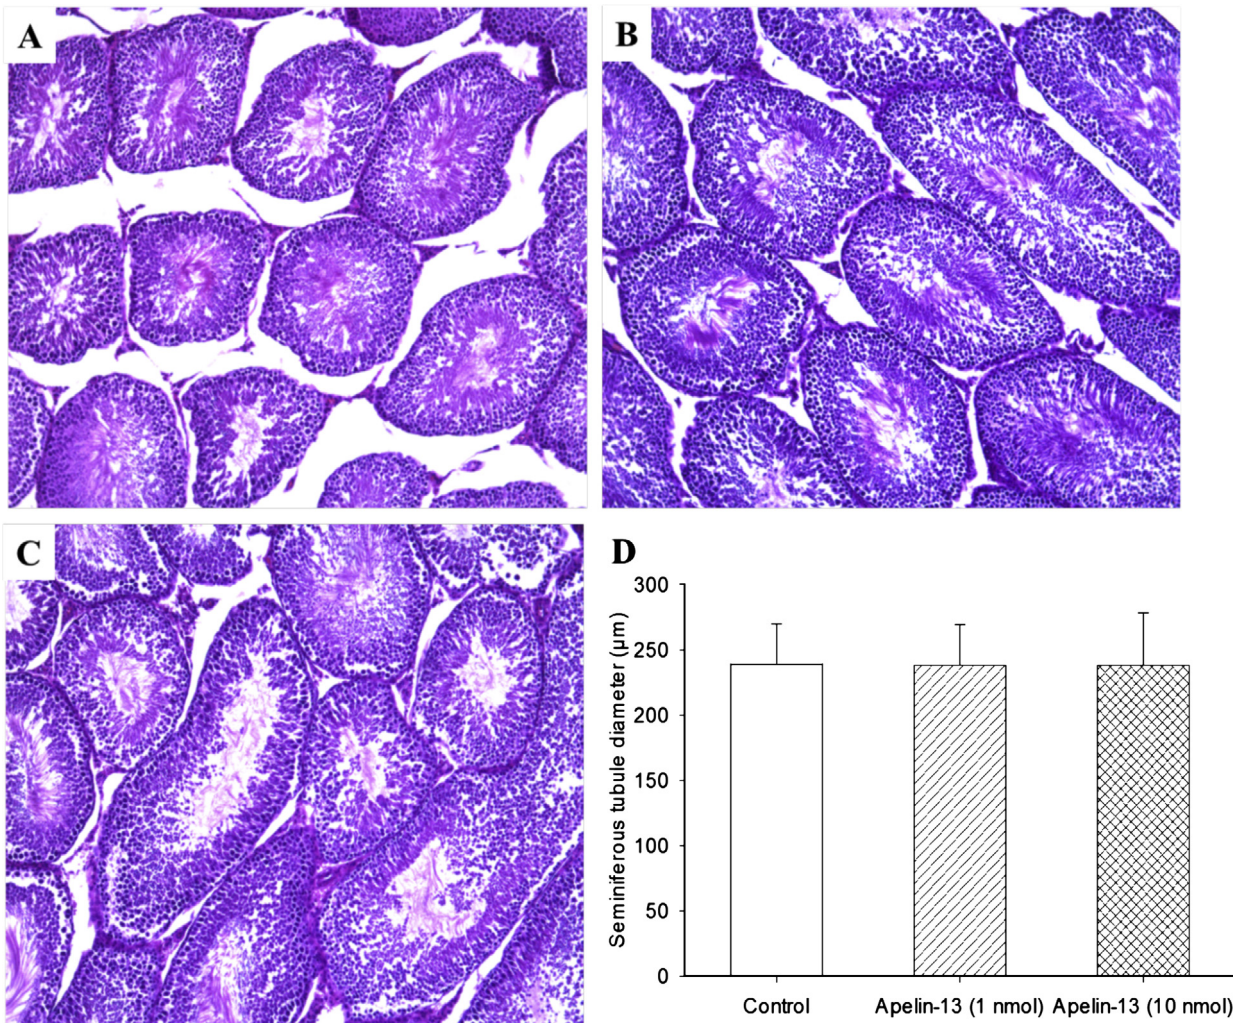 A
B
C
D
300
250
200
150
100
50
0
Seminiferous tubule diameter (µm)
Control
Apelin-13 (1 nmol)
Apelin-13 (10 nmol)